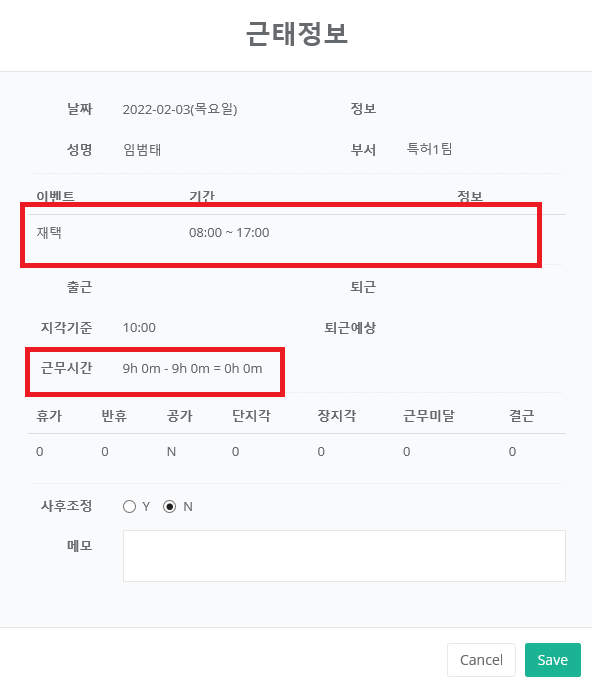 근태정보
날짜 2022-02-03(목요일) 정보
성명 임범태 부서 특허1팀
이벤트 기간 정보
재택 08:00 ~ 17:00
출근 퇴근
지각기준 10:00 퇴근예상
근무시간 9h 0m - 9h 0m = 0h 0m
휴가 반휴 공가 단지각 장지각 근무미달 결근
0 0 N 0 0 0 0
사후조정 Y N
메모
Cancel Save